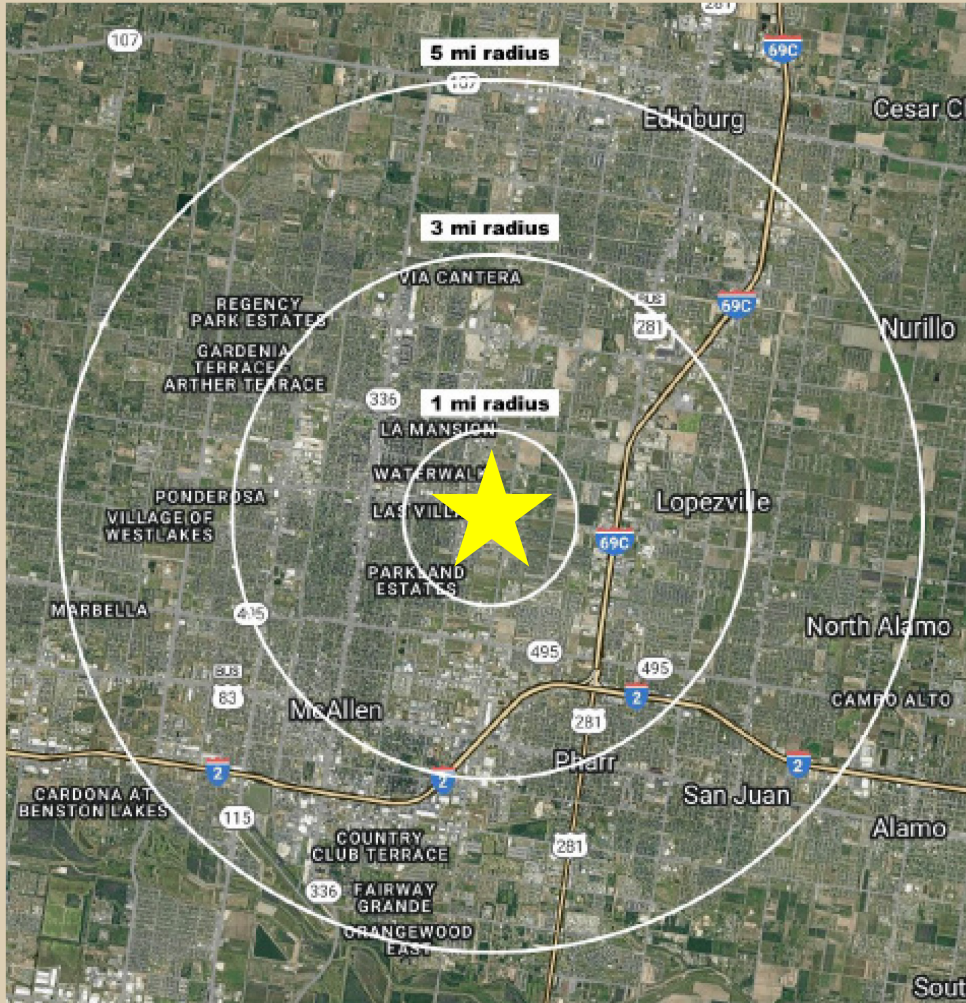 281
107
69C
5 mi radius
107
Edinburg
3 mi radius
VIA CANTERA
REGENCY
PARK ESTATES
BUS
281
69C
Nurillo
GARDENIA
TERRACE -
ARTHER TERRACE
336
1 mi radius
LA MANSION
WATERWALK
PONDEROSA
LAS
Lopezville
VILLAGE OF
WESTLAKES
69C
PARKLAND
ESTATES
MARBELLA
495
North Alamo
495
495
BUS
83
2
CAMPO ALTO
McAllen
281
Pharr
2
2
2
San Juan
CARDONA AT
BENSTON LAKES
115
Alamo
COUNTRY
CLUB TERRACE
281
336
FAIRWAY
GRANDE
ORANGEWOOD
EAST